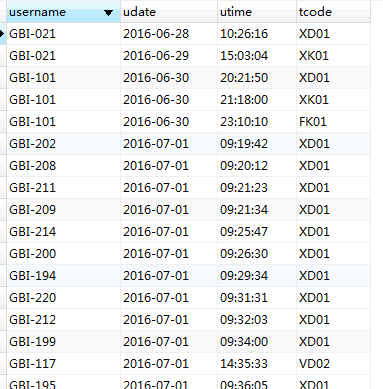 username udate utime tcode
GBI-021 2016-06-28 10:26:16 XD01
GBI-021 2016-06-29 15:03:04 XK01
GBI-101 2016-06-30 20:21:50 XD01
GBI-101 2016-06-30 21:18:00 XK01
GBI-101 2016-06-30 23:10:10 FK01
GBI-202 2016-07-01 09:19:42 XD01
GBI-208 2016-07-01 09:20:12 XD01
GBI-211 2016-07-01 09:21:23 XD01
GBI-209 2016-07-01 09:21:34 XD01
GBI-214 2016-07-01 09:25:47 XD01
GBI-200 2016-07-01 09:26:30 XD01
GBI-194 2016-07-01 09:29:34 XD01
GBI-220 2016-07-01 09:31:31 XD01
GBI-212 2016-07-01 09:32:03 XD01
GBI-199 2016-07-01 09:34:00 XD01
GBI-117 2016-07-01 14:35:33 VD02
GBI-195 2016-07-01 09:36:05 XD01